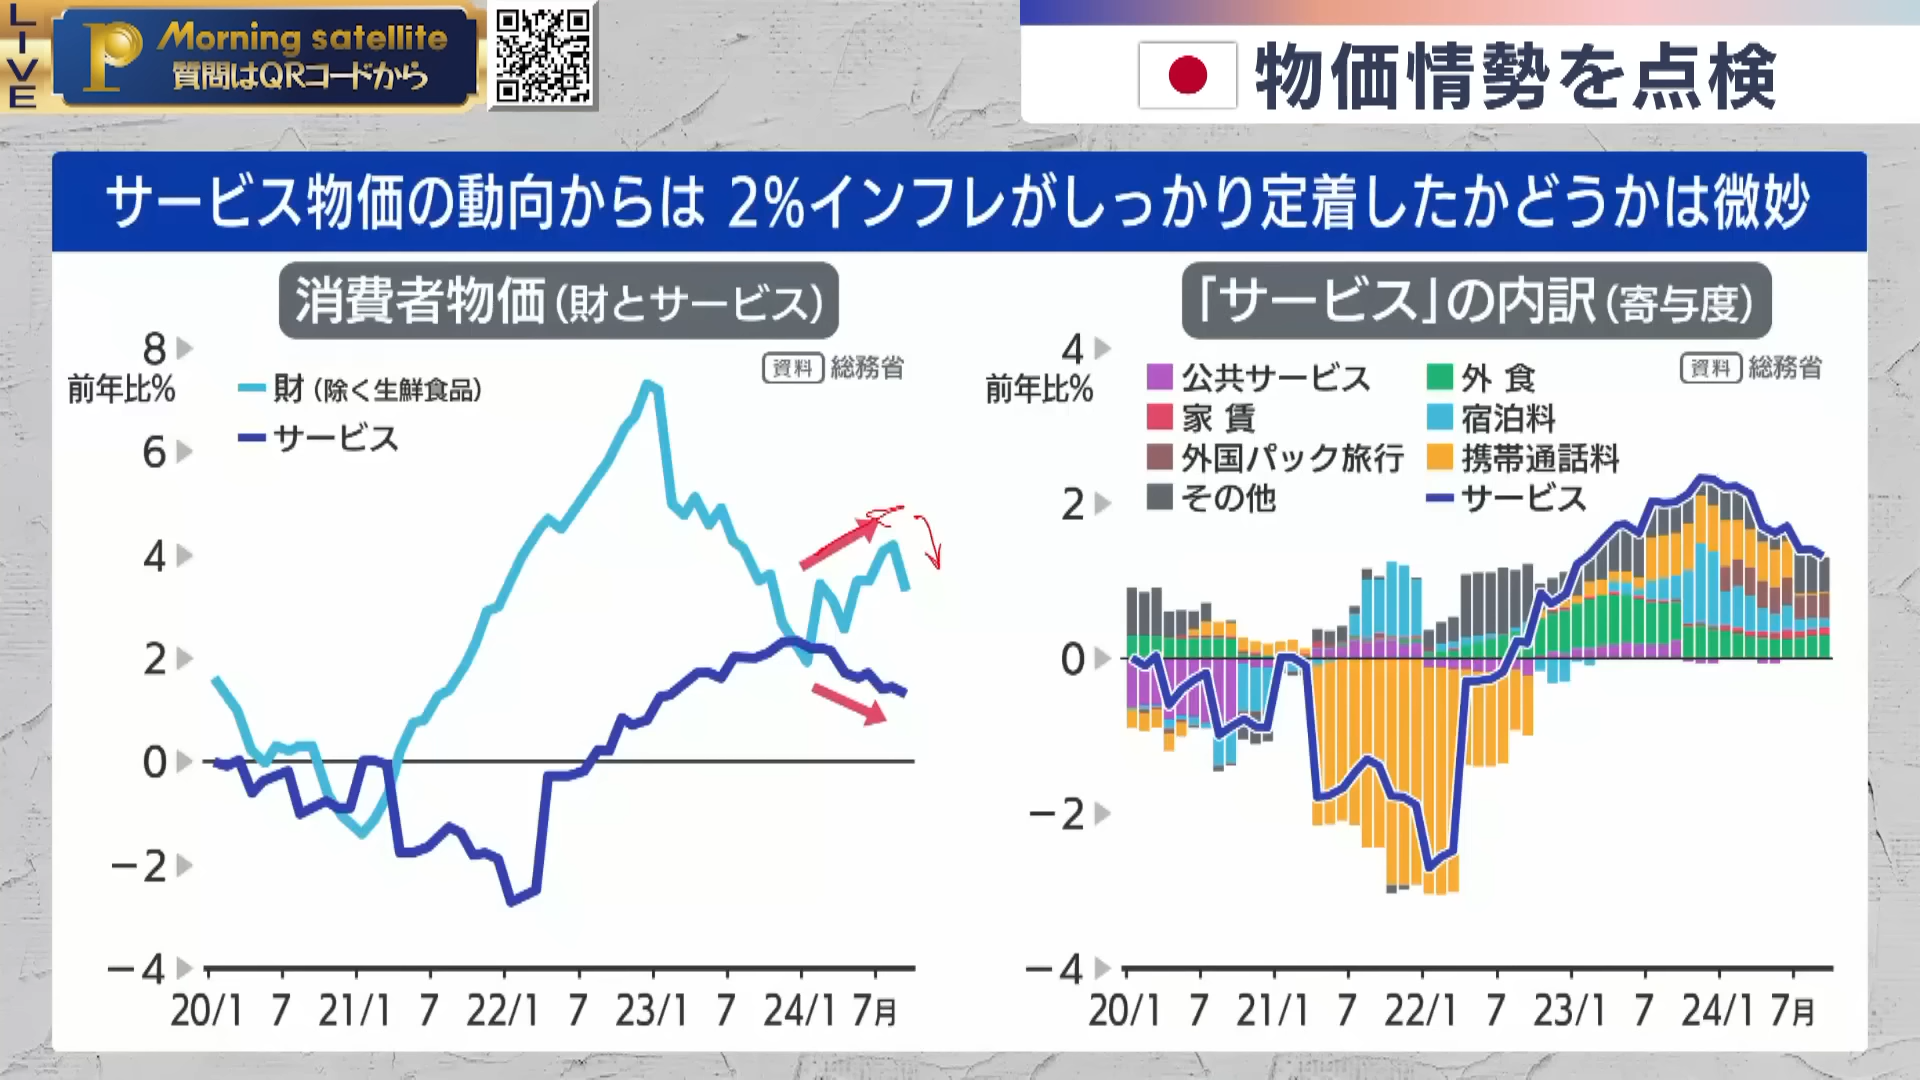 LIVE
Morning satellite
質問はQRコードから
物価情勢を点検
サービス物価の動向からは 2%インフレがしっかり定着したかどうかは微妙
消費者物価(財とサービス)
資料 総務省
前年比%
財(除く生鮮食品)
サービス
8
6
4
2
0
−2
−4
20/1 7 21/1 7 22/1 7 23/1 7 24/1 7月
「サービス」の内訳(寄与度)
資料 総務省
前年比%
公共サービス 外食
家賃 宿泊料
外国パック旅行 携帯通話料
その他 サービス
4
2
0
−2
−4
20/1 7 21/1 7 22/1 7 23/1 7 24/1 7月